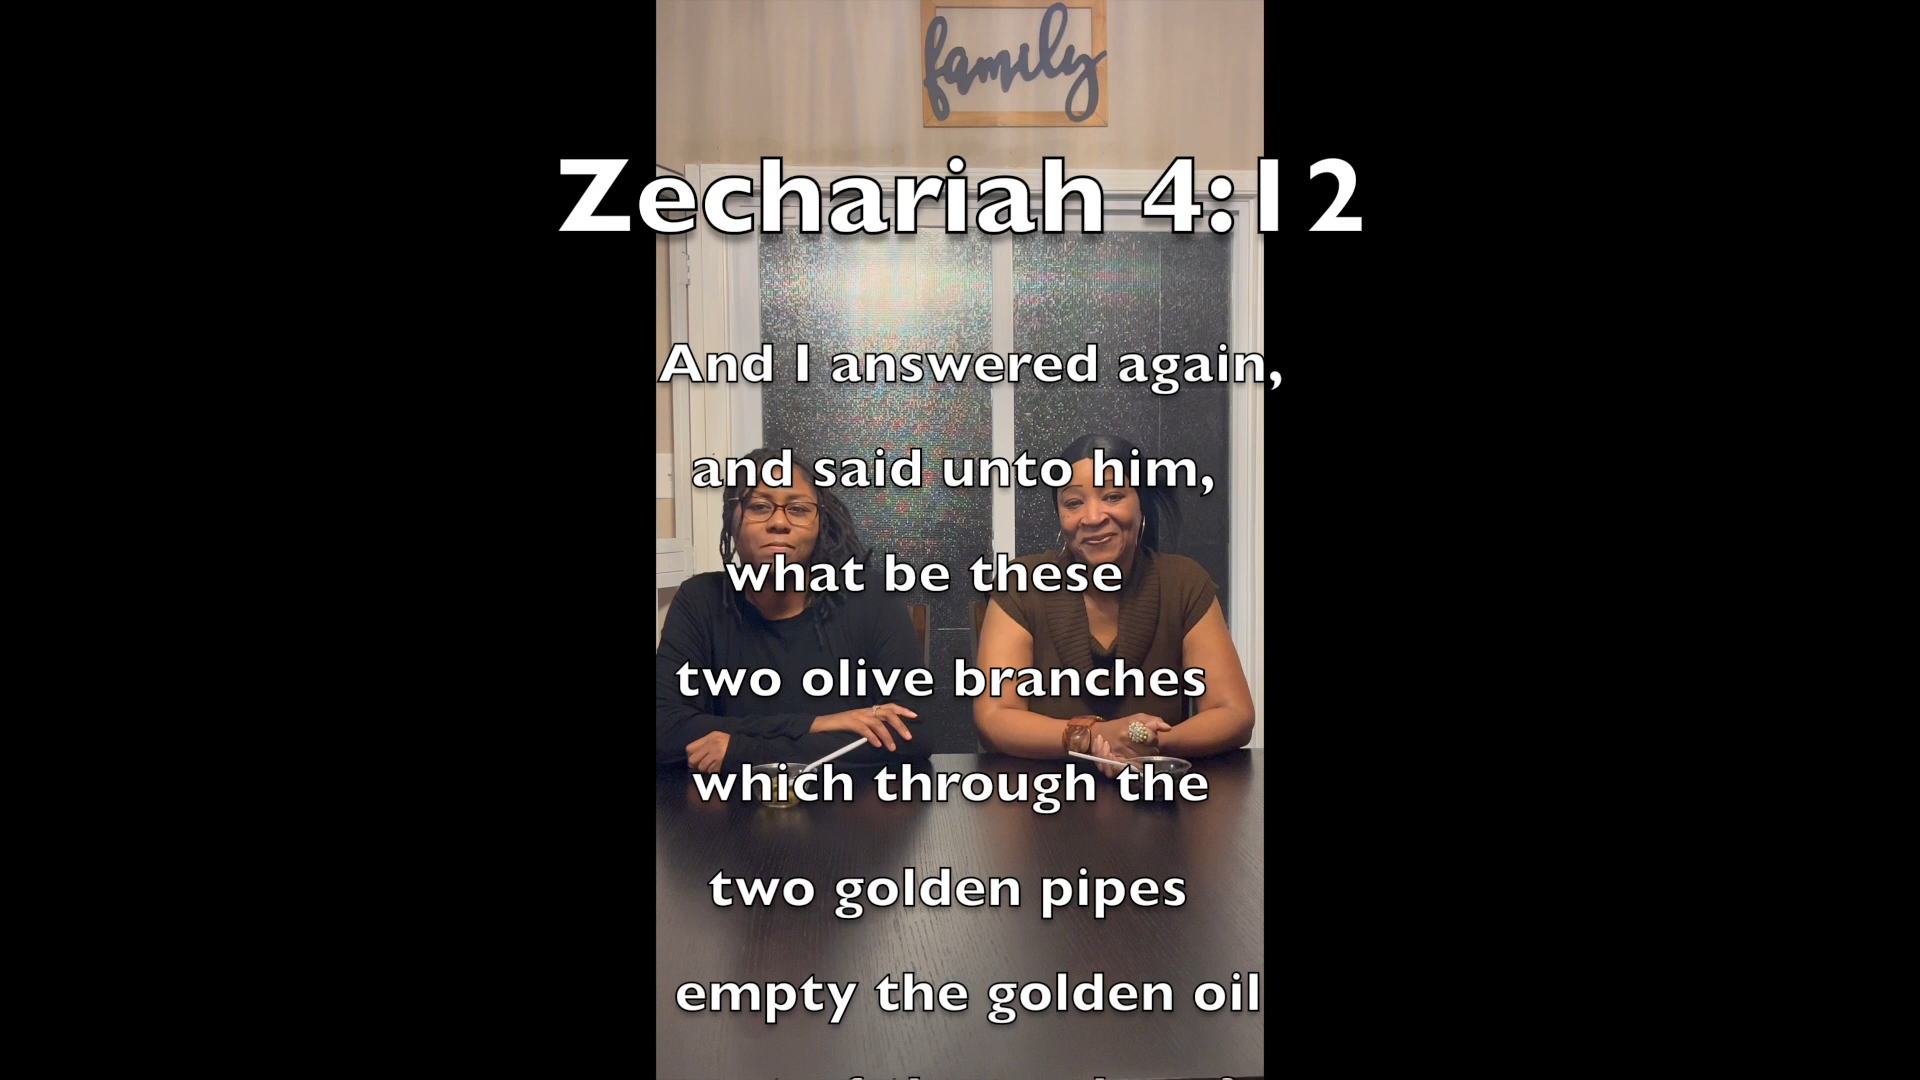 family
Zechariah 4:12
And I answered again,
and said unto him,
what be these
two olive branches
which through the
two golden pipes
empty the golden oil